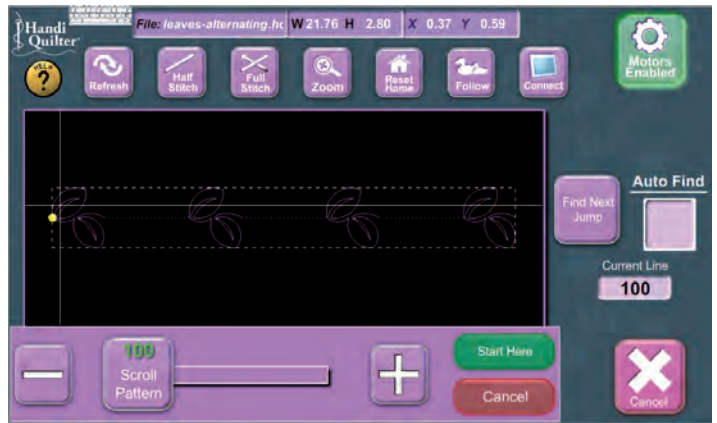 Handi
Quilter
File: leaves-alternating.hc W 21.76 H 2.80 X 0.37 Y 0.59
HELP
?
Refresh
Half
Stitch
Full
Stitch
Zoom
Reset
Home
Follow
Connect
Motors
Enabled
Find Next
Jump
Auto Find
Current Line
100
100
Scroll
Pattern
Start Here
Cancel
Cancel